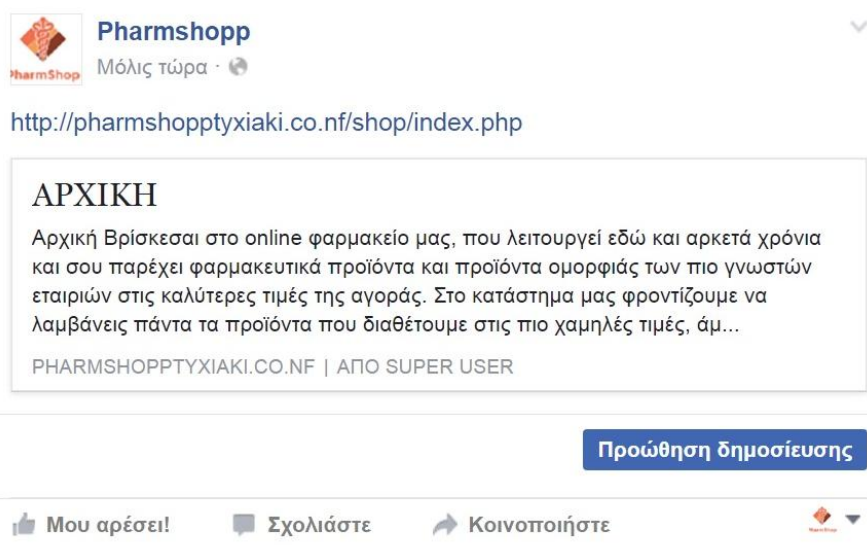 Pharmshopp
PharmShop
Μόλις τώρα ·
http://pharmshopptyxiaki.co.nf/shop/index.php
ΑΡΧΙΚΗ
Αρχική Βρίσκεσαι στο online φαρμακείο μας, που λειτουργεί εδώ και αρκετά χρόνια
και σου παρέχει φαρμακευτικά προϊόντα και προϊόντα ομορφιάς των πιο γνωστών
εταιριών στις καλύτερες τιμές της αγοράς. Στο κατάστημα μας φροντίζουμε να
λαμβάνεις πάντα τα προϊόντα που διαθέτουμε στις πιο χαμηλές τιμές, άμ...
PHARMSHOPPTYXIAKI.CO.NF | ΑΠΌ SUPER USER
Προώθηση δημοσίευσης
Μου αρέσει! Σχολιάστε Κοινοποιήστε